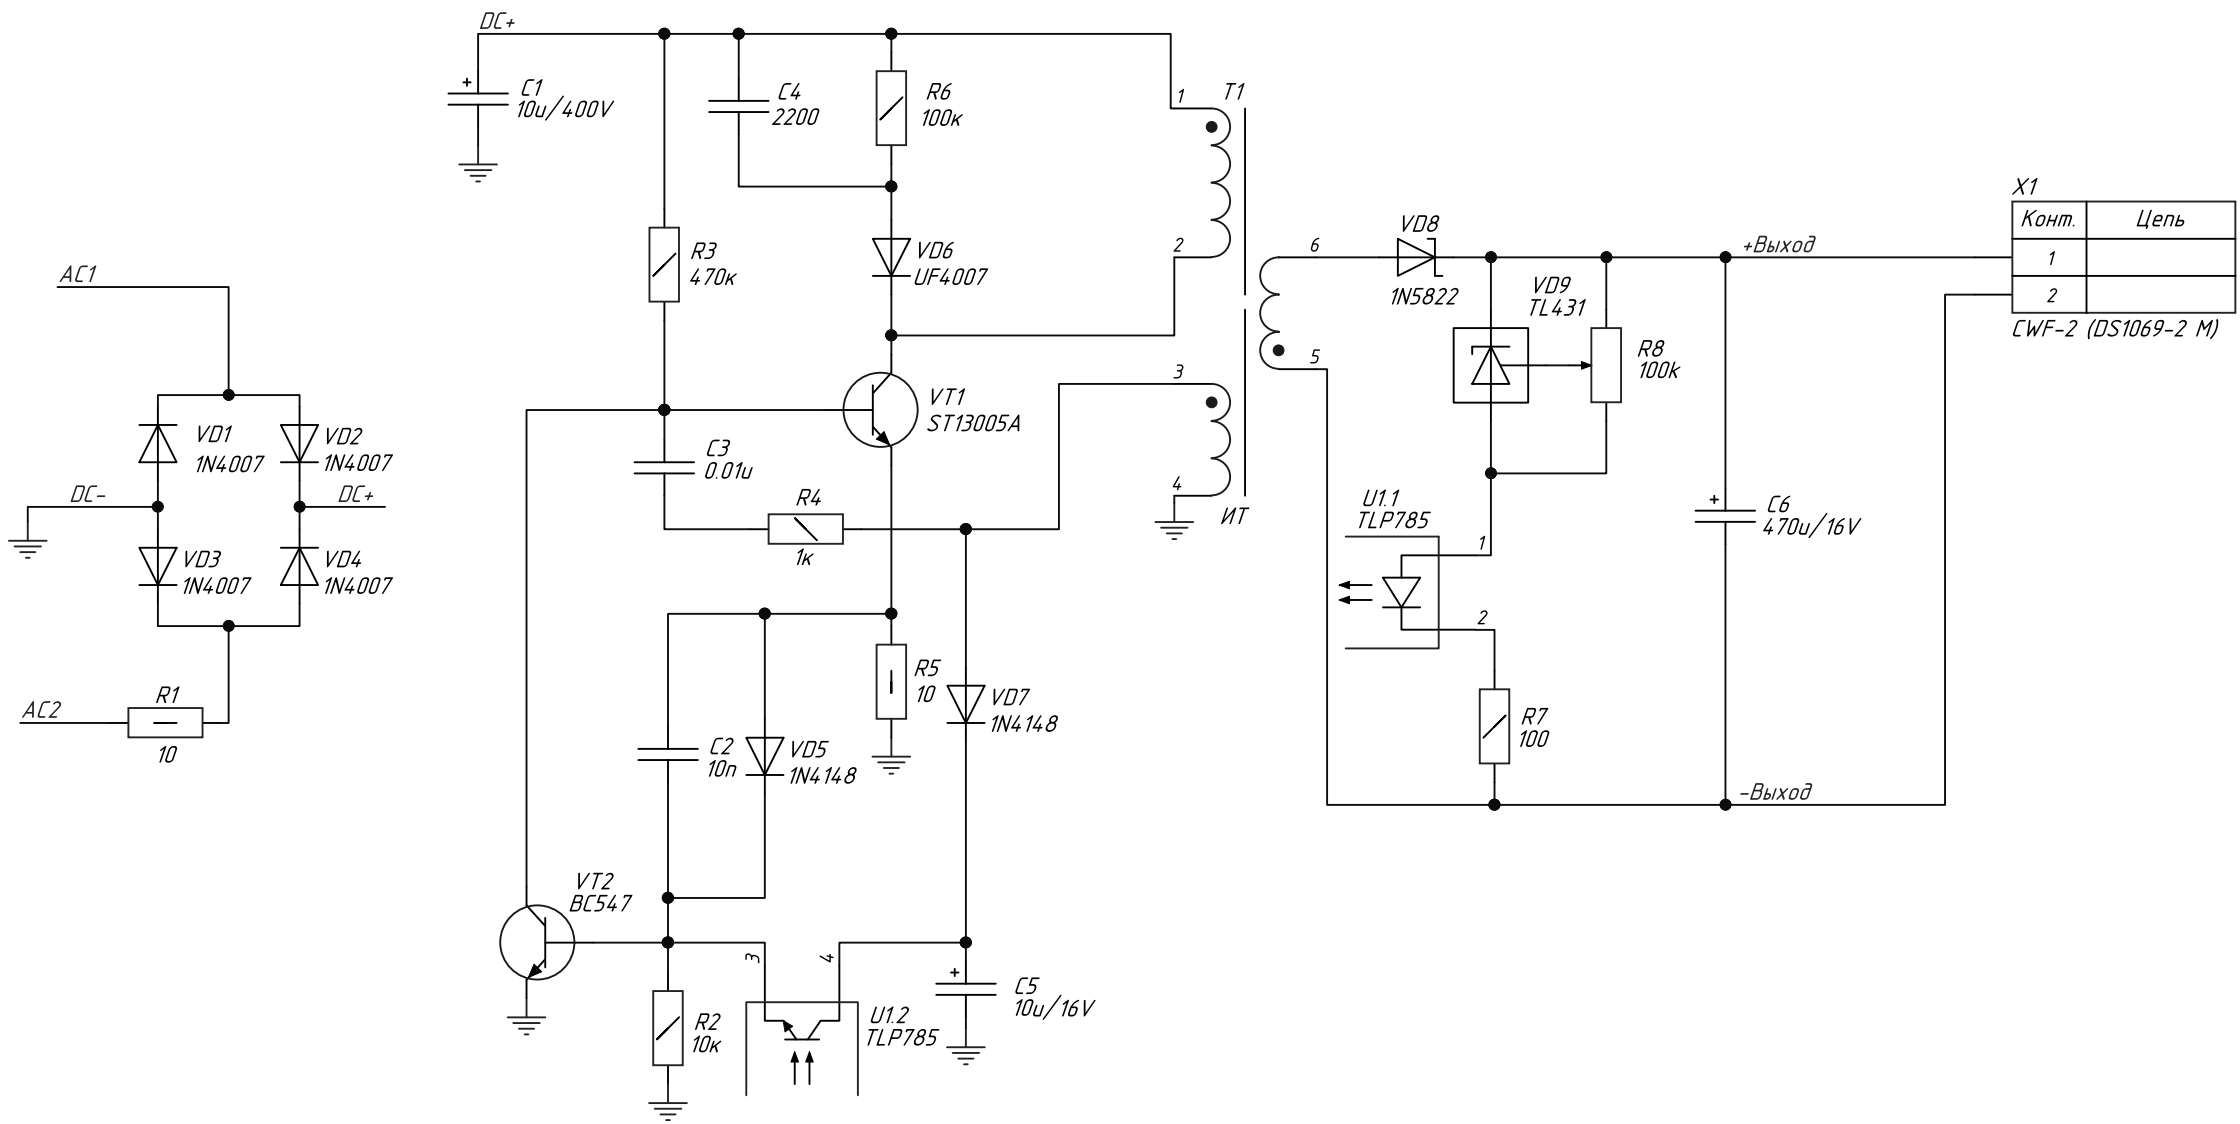 DC+
+
C1
10u/400V
C4
2200
R6
100к
1
T1
R3
470к
VD6
UF4007
2
6
VD8
1N5822
VD9
TL431
+Выход
X1
Конт.
Цепь
1
2
CWF-2 (DS1069-2 M)
AC1
VD1
1N4007
VD2
1N4007
DC-
DC+
VD3
1N4007
VD4
1N4007
R1
AC2
10
VT1
ST13005A
3
5
R8
100k
C3
0.01u
R4
1к
4
ИТ
U1.1
TLP785
1
2
+
C6
470u/16V
R5
10
VD7
1N4148
R7
100
C2
10n
VD5
1N4148
-Выход
VT2
BC547
3
4
+
C5
10u/16V
R2
10к
U1.2
TLP785